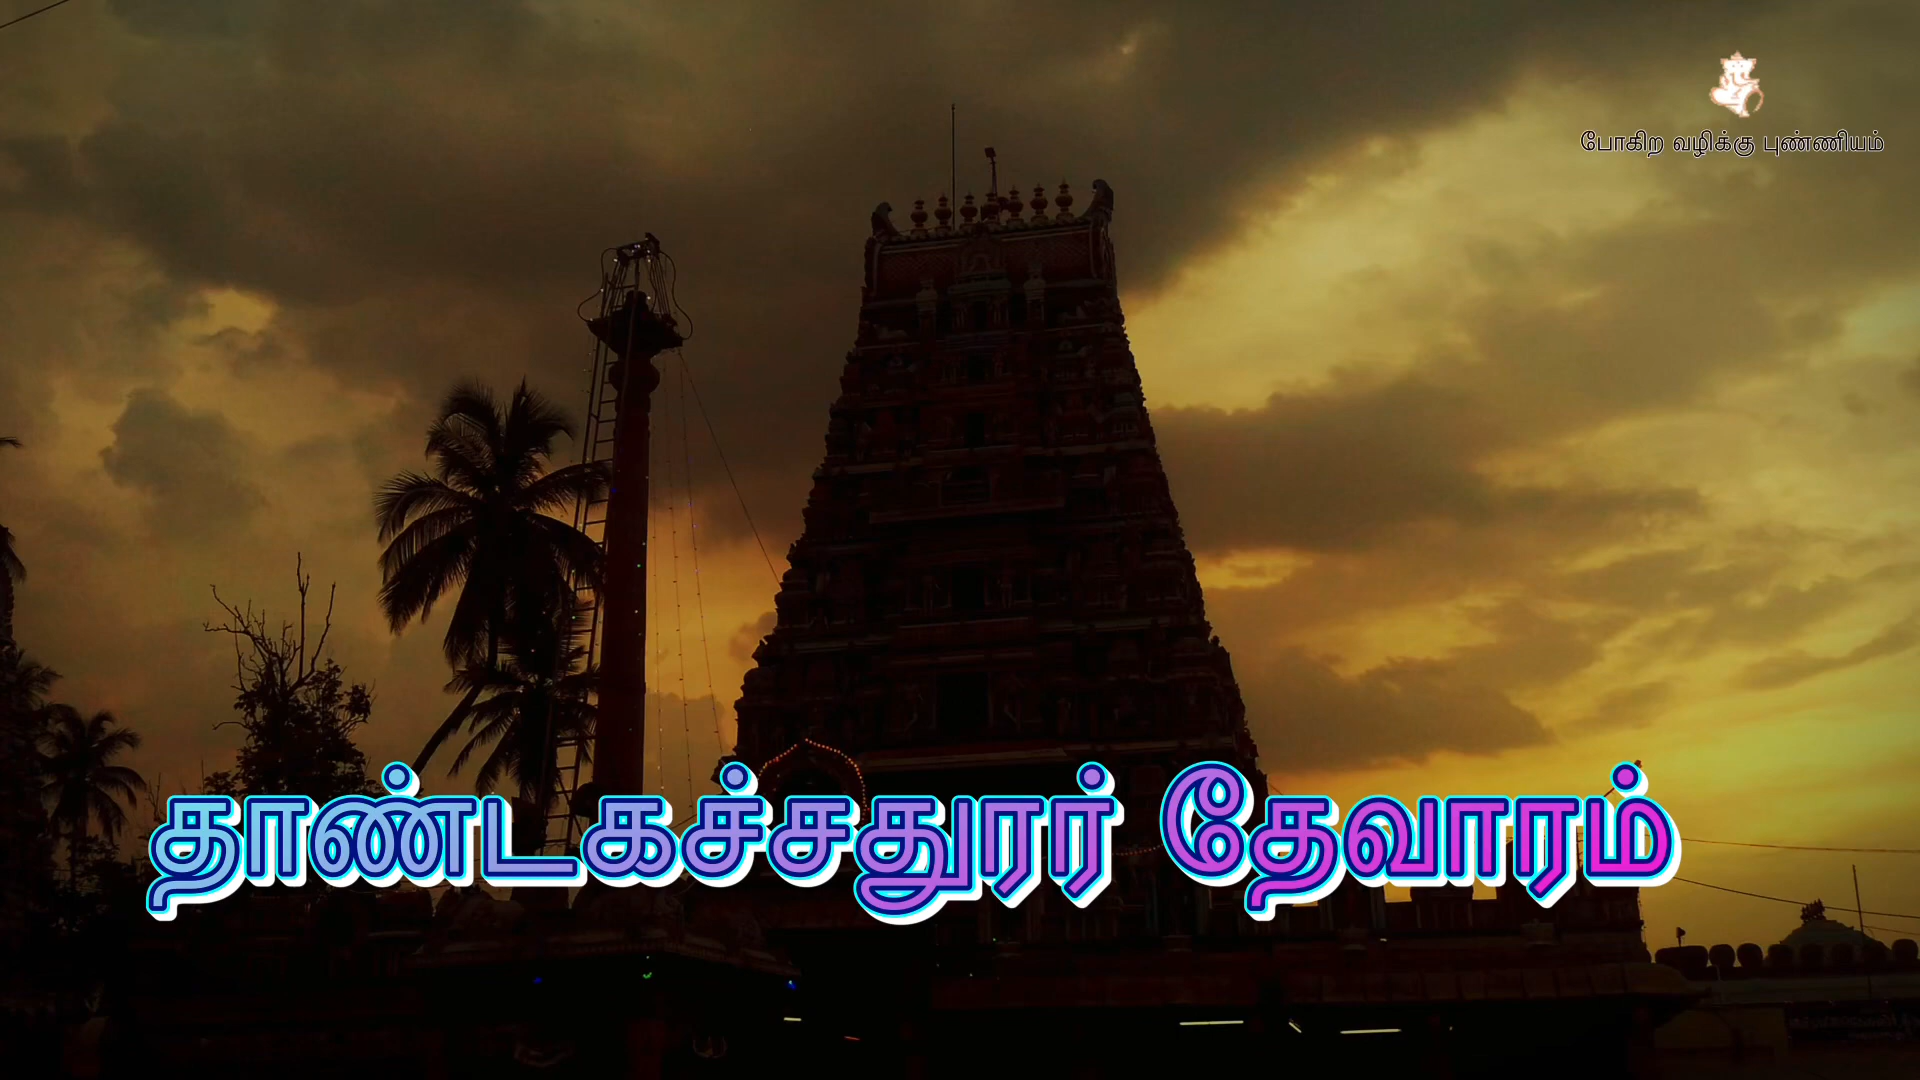 போகிற வழிக்கு புண்ணியம்
தாண்டகச்சதுரர் தேவாரம்